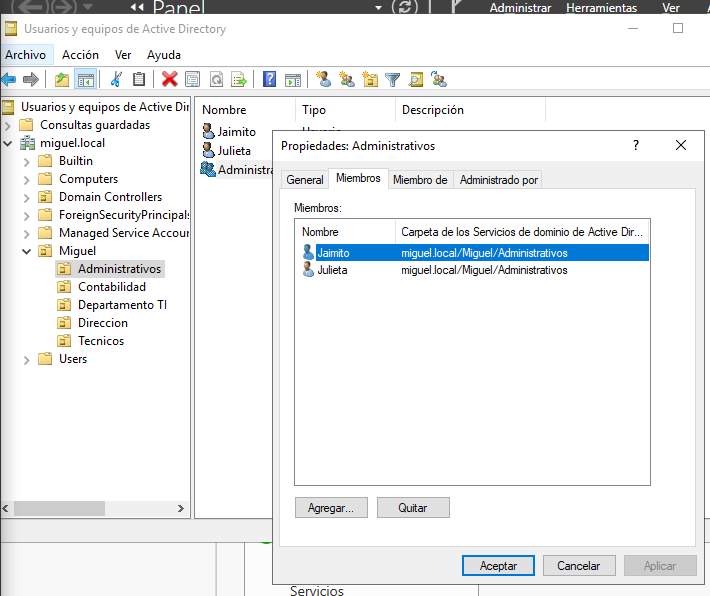 Panel
Administrar Herramientas Ver
Usuarios y equipos de Active Directory
Archivo Acción Ver Ayuda
Usuarios y equipos de Active Dir
Consultas guardadas
miguel.local
Builtin
Computers
Domain Controllers
ForeignSecurityPrincipals
Managed Service Accour
Miguel
Administrativos
Contabilidad
Departamento TI
Direccion
Tecnicos
Users
Nombre Tipo Descripción
Jaimito
Julieta
Administra
Propiedades: Administrativos
?
General Miembros Miembro de Administrado por
Miembros:
Nombre Carpeta de los Servicios de dominio de Active Dir...
Jaimito miguel.local/Miguel/Administrativos
Julieta miguel.local/Miguel/Administrativos
Agregar... Quitar
Aceptar Cancelar Aplicar
Servicios